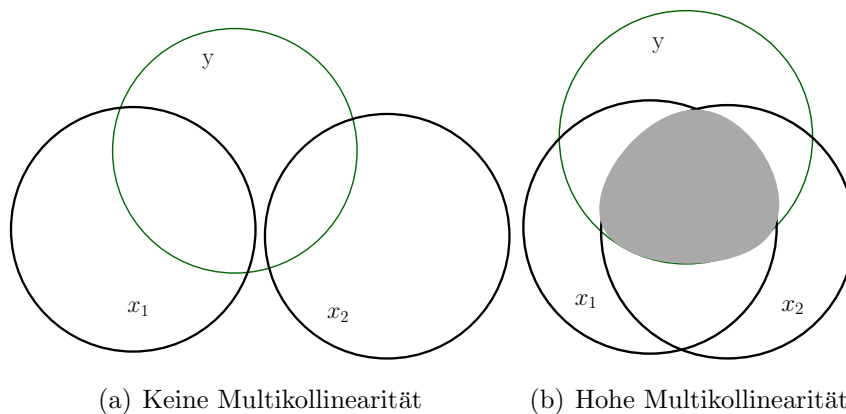 y
x₁
x₂
(a) Keine Multikollinearität
y
x₁
x₂
(b) Hohe Multikollinearität